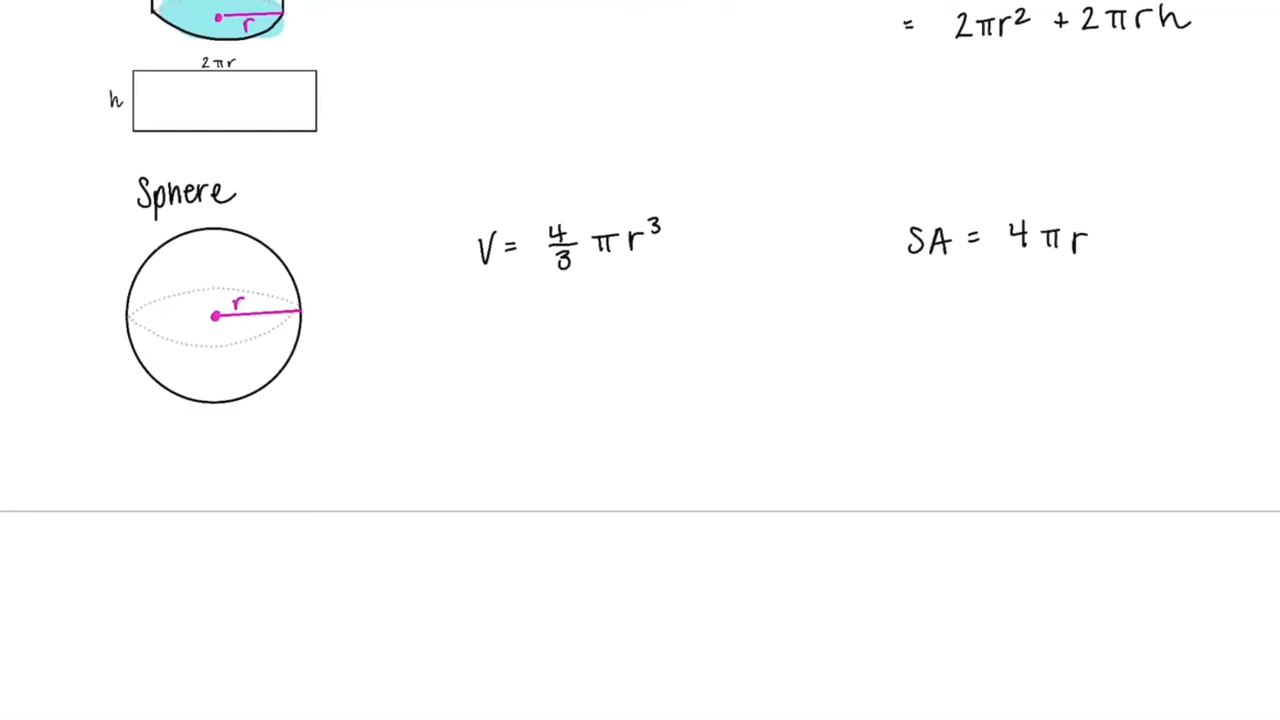 r
= 2πr² + 2πrh
2πr
h
Sphere
V = 4/3 πr³
SA = 4πr
r